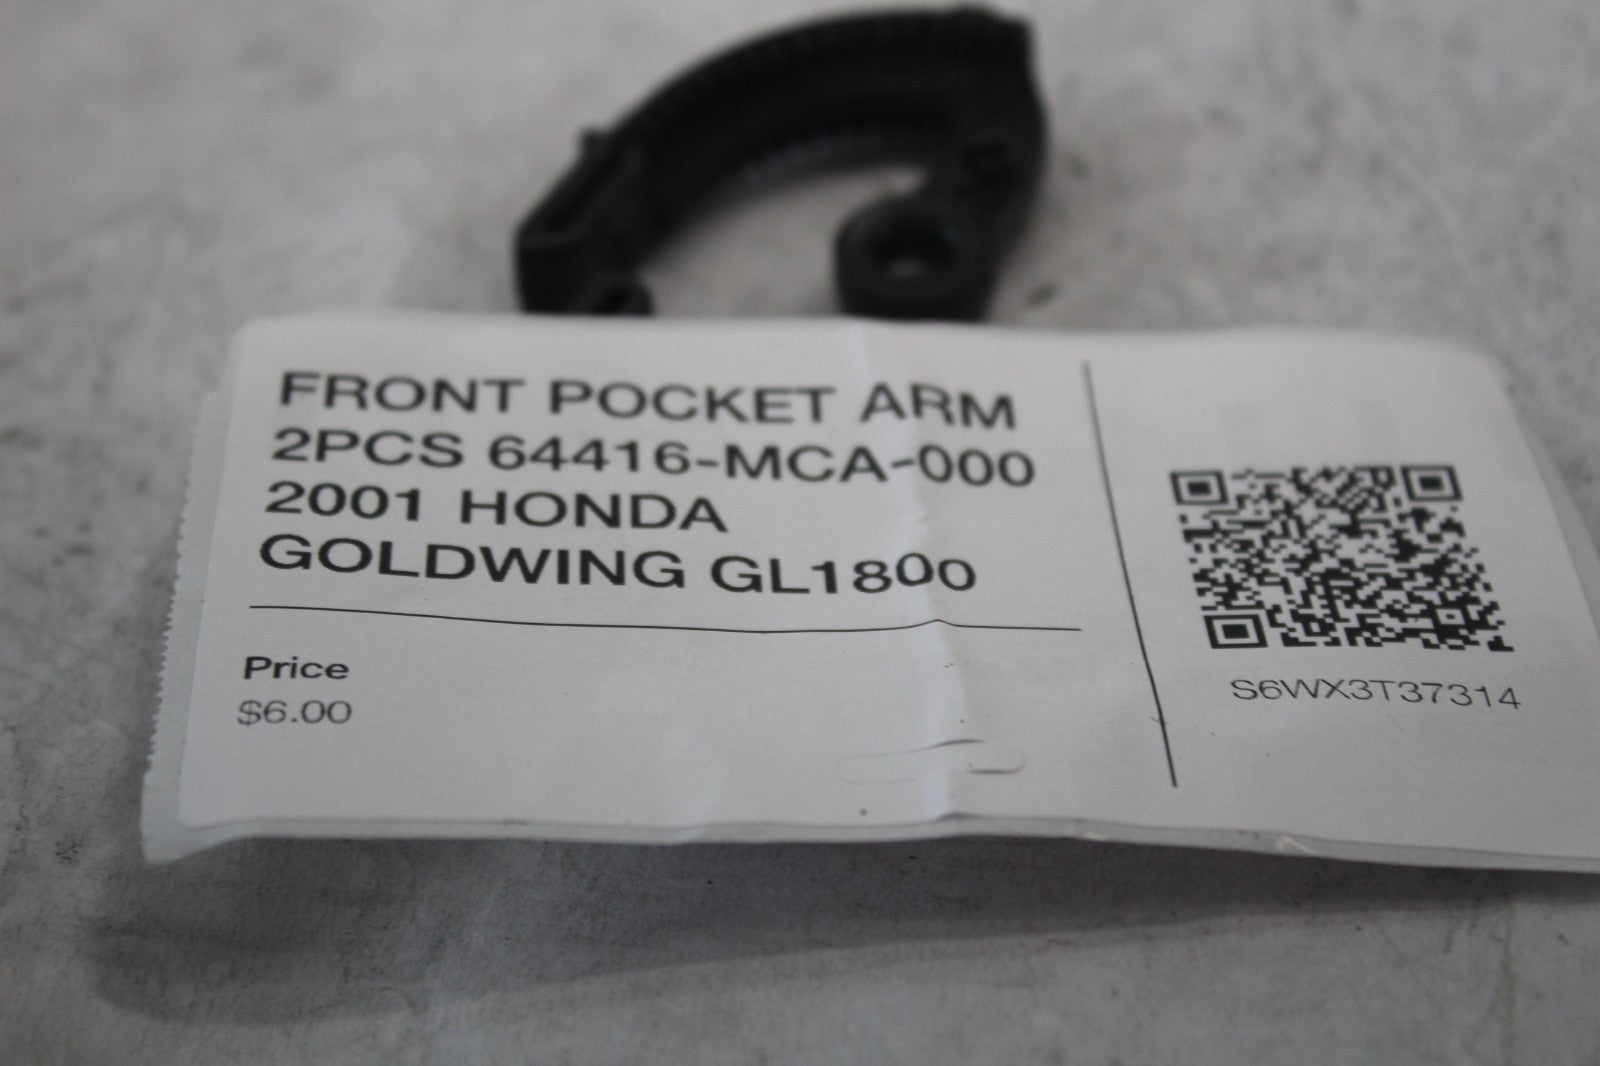 FRONT POCKET ARM
2PCS 64416-MCA-000
2001 HONDA
GOLDWING GL1800
Price
$6.00
S6WX3T37314